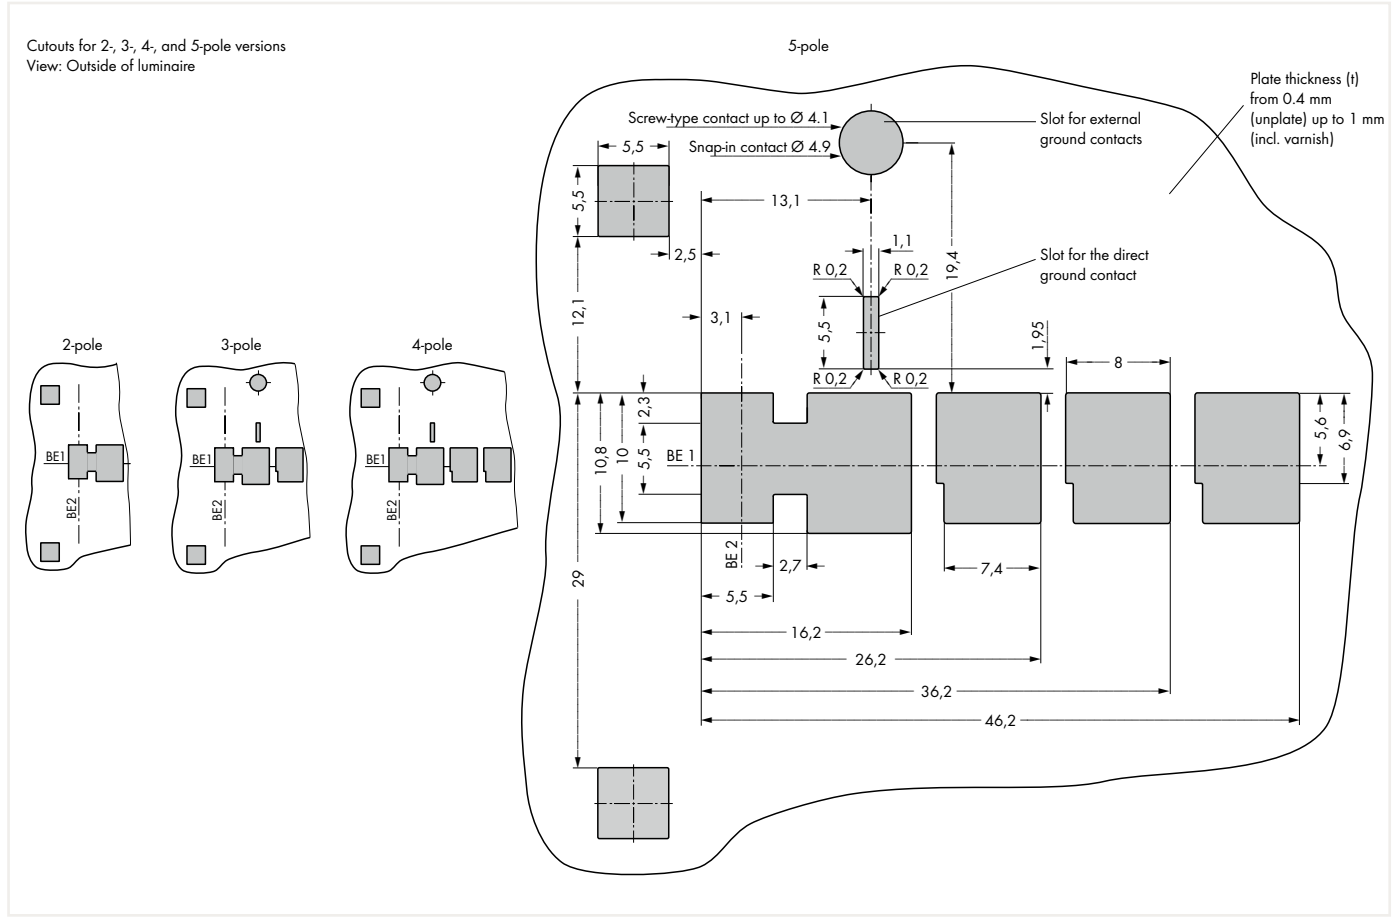 Cutouts for 2-, 3-, 4-, and 5-pole versions
View: Outside of luminaire
5-pole
Plate thickness (t)
from 0.4 mm
(unplate) up to 1 mm
(incl. varnish)
Screw-type contact up to Ø 4.1
Snap-in contact Ø 4.9
Slot for external
ground contacts
5,5
5,5
2,5
12,1
13,1
19,4
1,1
R 0,2
R 0,2
Slot for the direct
ground contact
3,1
5,5
R 0,2
R 0,2
1,95
8
2-pole
BE1
BE2
3-pole
BE1
BE2
4-pole
BE1
BE2
2,3
10,8
10
5,5
BE 1
5,6
6,9
BE 2
2,7
7,4
29
5,5
16,2
26,2
36,2
46,2